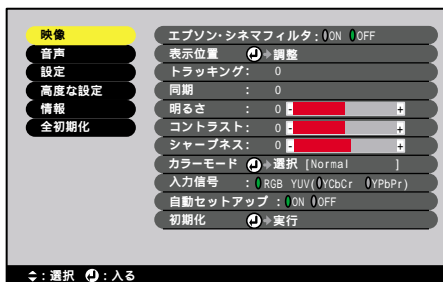 映像
音声
設定
高度な設定
情報
全初期化
エプソン・シネマフィルタ: ON OFF
表示位置 調整
トラッキング: 0
同期 : 0
明るさ : 0 - +
コントラスト: 0 - +
シャープネス: 0 - +
カラーモード 選択 [Normal ]
入力信号 : RGB YUV( YCbCr YPbPr)
自動セットアップ : ON OFF
初期化 実行
: 選択 : 入る